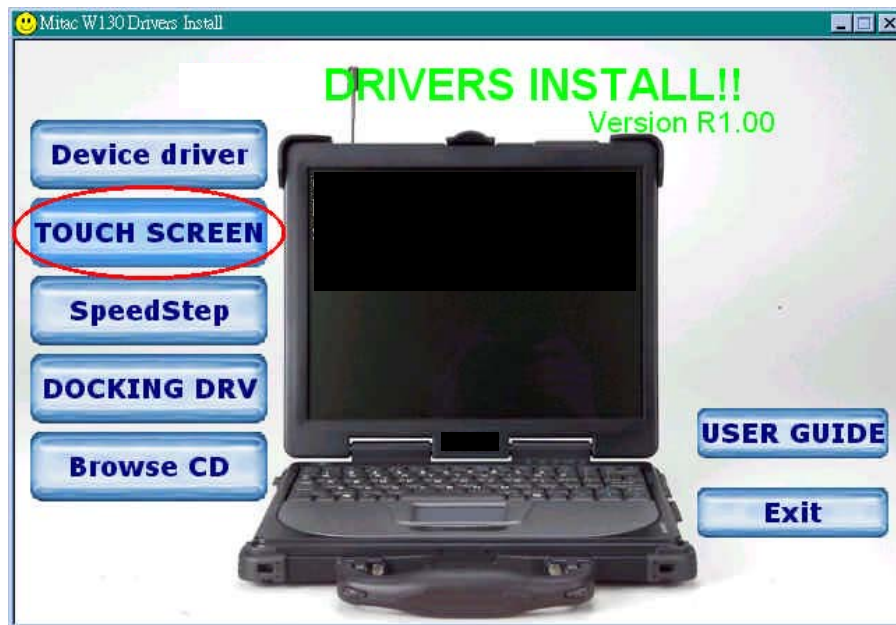 Mitac W130 Drivers Install
DRIVERS INSTALL!!
Version R1.00
Device driver
TOUCH SCREEN
SpeedStep
DOCKING DRV
Browse CD
USER GUIDE
Exit